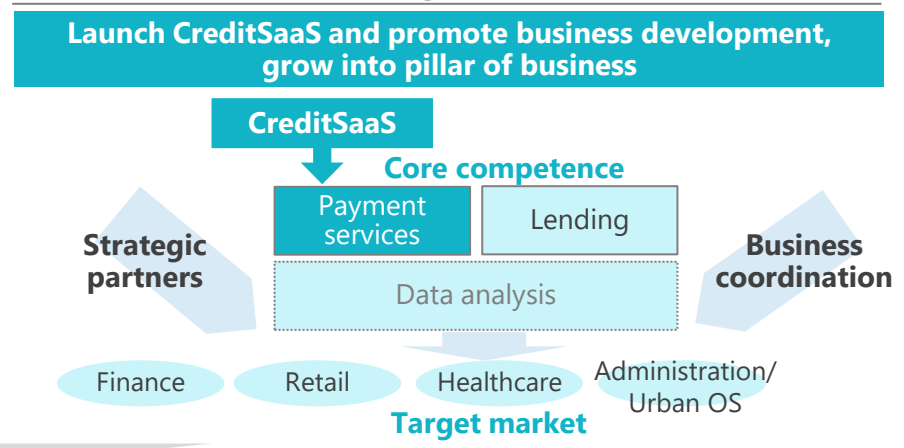 Launch CreditSaaS and promote business development,
grow into pillar of business
CreditSaaS
Core competence
Payment
services
Lending
Strategic
partners
Business
coordination
Data analysis
Finance
Retail
Healthcare
Administration/
Urban OS
Target market